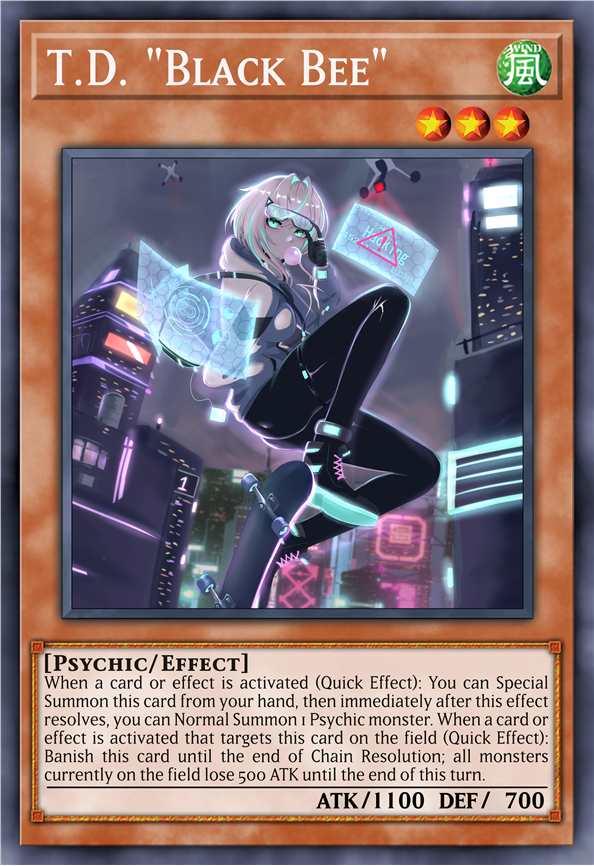 T.D. "Black Bee"
WIND
風
Hacking
1
[Psychic/Effect]
When a card or effect is activated (Quick Effect): You can Special
Summon this card from your hand, then immediately after this effect
resolves, you can Normal Summon 1 Psychic monster. When a card or
effect is activated that targets this card on the field (Quick Effect):
Banish this card until the end of Chain Resolution; all monsters
currently on the field lose 500 ATK until the end of this turn.
ATK/1100 DEF/ 700